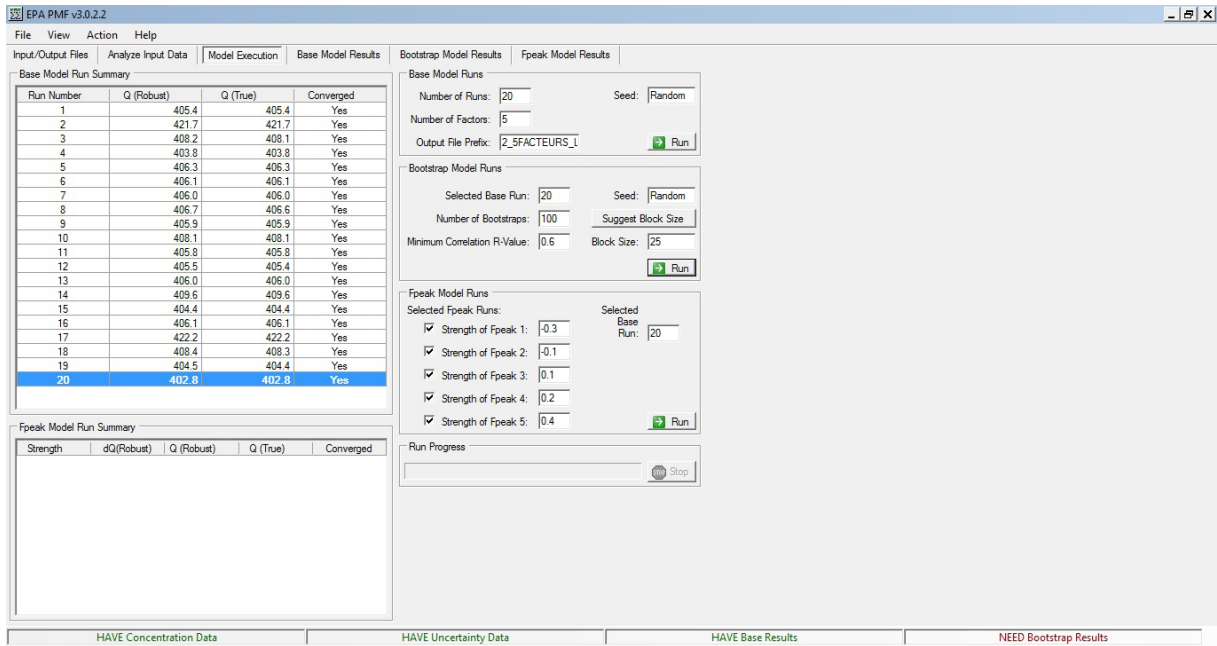 EPA PMF v3.0.2.2
File View Action Help
Input/Output Files Analyze Input Data Model Execution Base Model Results Bootstrap Model Results Fpeak Model Results
Base Model Run Summary
Run Number Q (Robust) Q (True) Converged
1 405.4 405.4 Yes
2 421.7 421.7 Yes
3 408.2 408.1 Yes
4 403.8 403.8 Yes
5 406.3 406.3 Yes
6 406.1 406.1 Yes
7 406.0 406.0 Yes
8 406.7 406.6 Yes
9 405.9 405.9 Yes
10 408.1 408.1 Yes
11 405.8 405.8 Yes
12 405.5 405.4 Yes
13 406.0 406.0 Yes
14 409.6 409.6 Yes
15 404.4 404.4 Yes
16 406.1 406.1 Yes
17 422.2 422.2 Yes
18 408.4 408.3 Yes
19 404.5 404.4 Yes
20 402.8 402.8 Yes
Fpeak Model Run Summary
Strength dQ(Robust) Q (Robust) Q (True) Converged
Base Model Runs
Number of Runs: 20 Seed: Random
Number of Factors: 5
Output File Prefix: 2_5FACTEURS_L Run
Bootstrap Model Runs
Selected Base Run: 20 Seed: Random
Number of Bootstraps: 100 Suggest Block Size
Minimum Correlation R-Value: 0.6 Block Size: 25
Run
Fpeak Model Runs
Selected Fpeak Runs: Selected
Base
Strength of Fpeak 1: -0.3 Run: 20
Strength of Fpeak 2: -0.1
Strength of Fpeak 3: 0.1
Strength of Fpeak 4: 0.2
Strength of Fpeak 5: 0.4 Run
Run Progress
STOP Stop
HAVE Concentration Data HAVE Uncertainty Data HAVE Base Results NEED Bootstrap Results